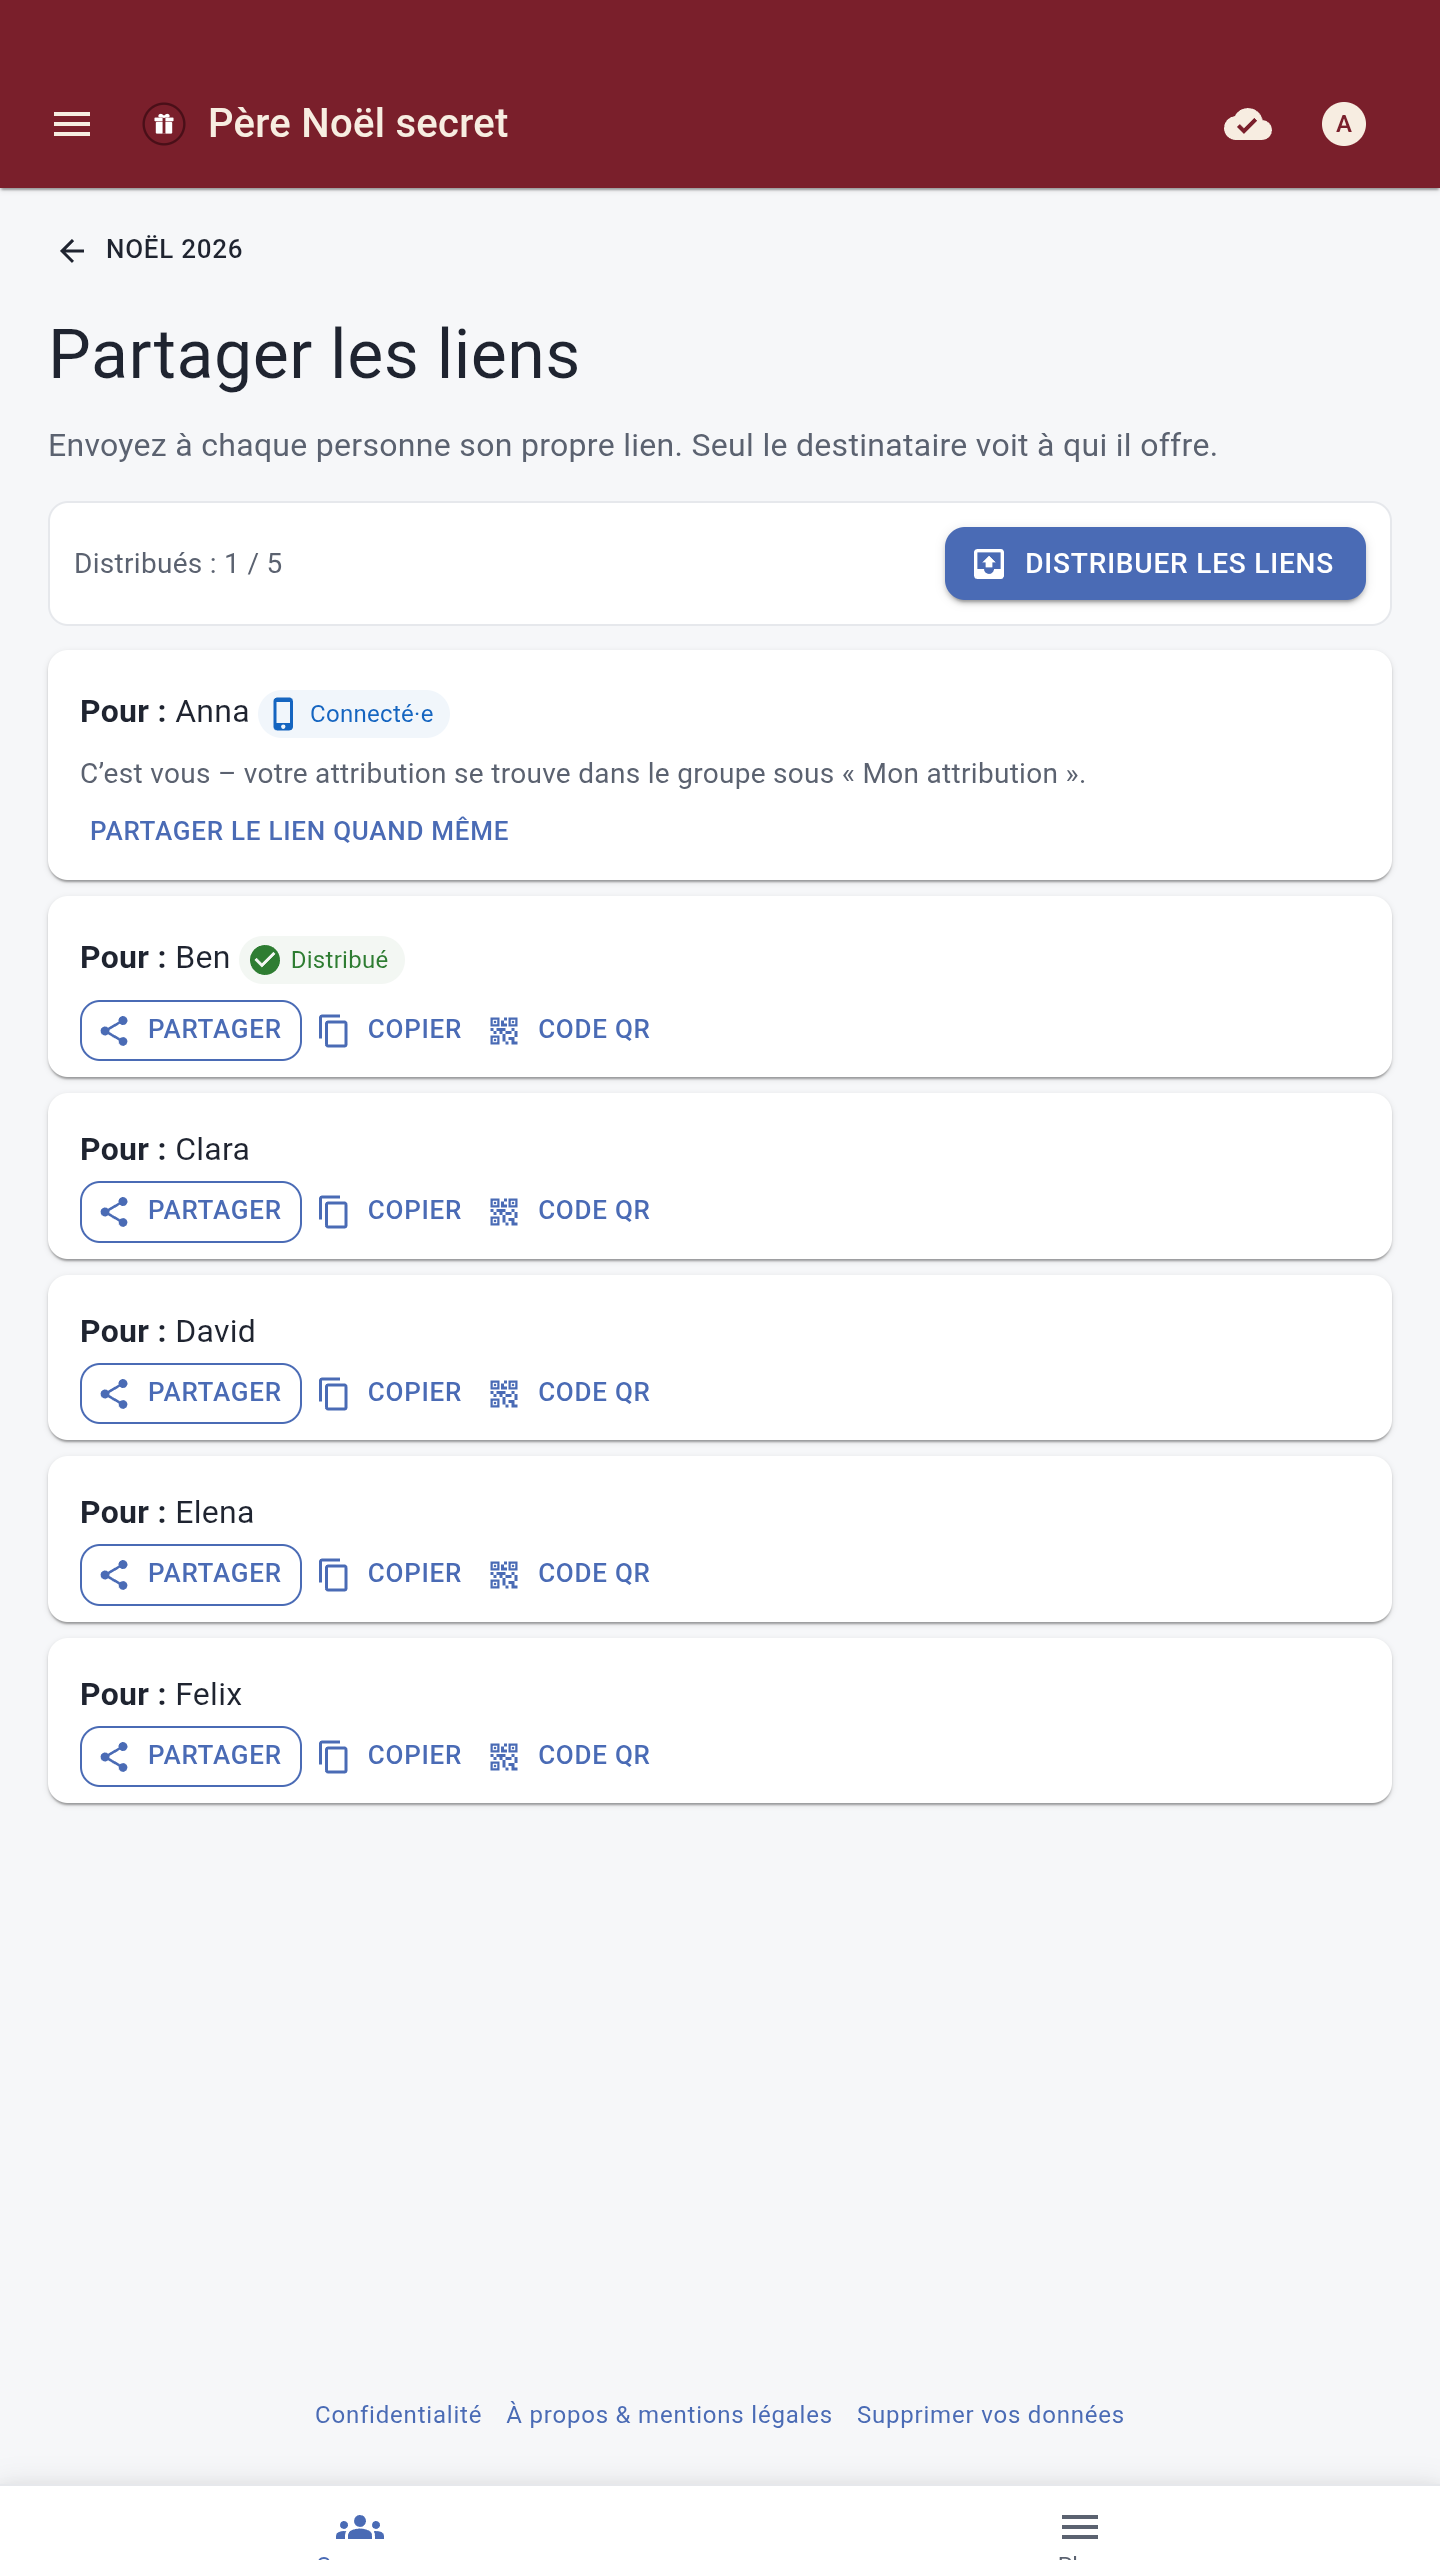 Père Noël secret
A
NOËL 2026
Partager les liens
Envoyez à chaque personne son propre lien. Seul le destinataire voit à qui il offre.
Distribués : 1 / 5
DISTRIBUER LES LIENS
Pour : Anna Connecté·e
C’est vous – votre attribution se trouve dans le groupe sous « Mon attribution ».
PARTAGER LE LIEN QUAND MÊME
Pour : Ben Distribué
PARTAGER COPIER CODE QR
Pour : Clara
PARTAGER COPIER CODE QR
Pour : David
PARTAGER COPIER CODE QR
Pour : Elena
PARTAGER COPIER CODE QR
Pour : Felix
PARTAGER COPIER CODE QR
Confidentialité À propos & mentions légales Supprimer vos données